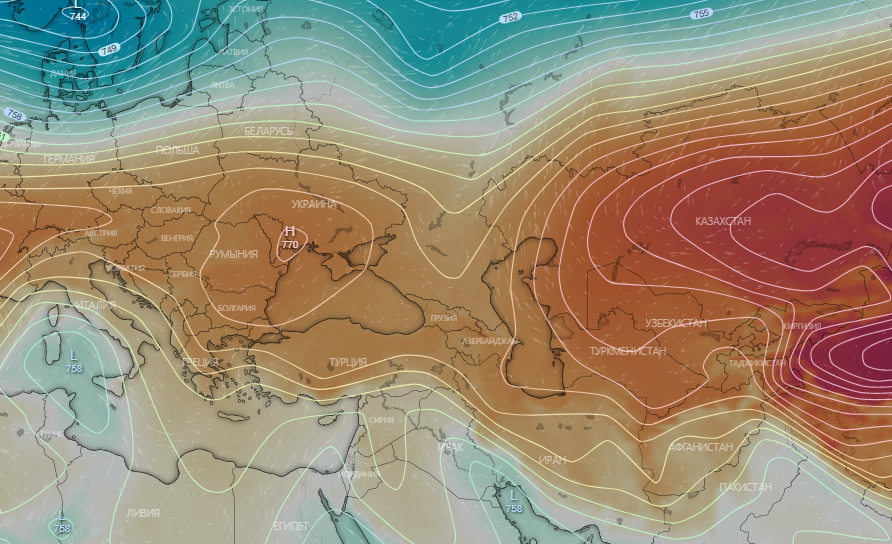 744
ЭСТОНИЯ
752
755
749
ЛАТВИЯ
ДАНИЯ
ЛИТВА
758
БЕЛАРУСЬ
ПОЛЬША
ГЕРМАНИЯ
ЧЕХИЯ
УКРАИНА
СЛОВАКИЯ
КАЗАХСТАН
АВСТРИЯ
ВЕНГРИЯ
H
770
РУМЫНИЯ
ХОРВАТИЯ
СЕРБИЯ
ИТАЛИЯ
БОЛГАРИЯ
ГРУЗИЯ
УЗБЕКИСТАН
КИРГИЗИЯ
АЗЕРБАЙДЖАН
ТУРКМЕНИСТАН
L
758
ГРЕЦИЯ
ТУРЦИЯ
ТАДЖИКИСТАН
СИРИЯ
ИРАК
АФГАНИСТАН
ИРАН
ИОРДАНИЯ
ПАКИСТАН
L
758
ЛИВИЯ
L
758
ЕГИПЕТ